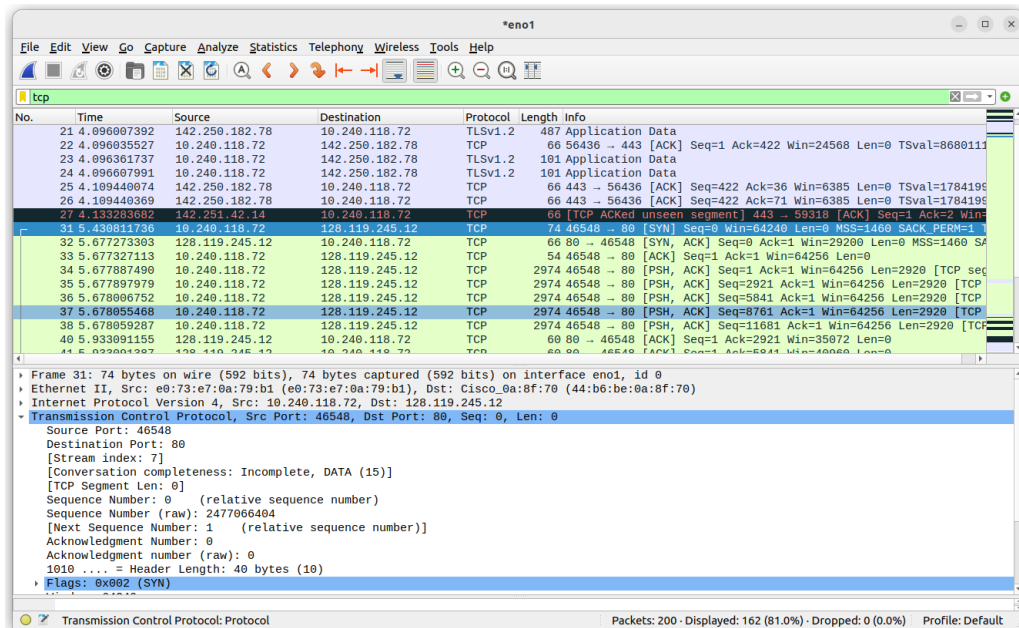 *eno1
File Edit View Go Capture Analyze Statistics Telephony Wireless Tools Help
tcp
No. Time Source Destination Protocol Length Info
21 4.096007392 142.250.182.78 10.240.118.72 TLSv1.2 487 Application Data
22 4.096035527 10.240.118.72 142.250.182.78 TCP 66 56436 → 443 [ACK] Seq=1 Ack=422 Win=24568 Len=0 TSval=8680111
23 4.096361737 10.240.118.72 142.250.182.78 TLSv1.2 101 Application Data
24 4.096607991 10.240.118.72 142.250.182.78 TLSv1.2 101 Application Data
25 4.109440074 142.250.182.78 10.240.118.72 TCP 66 443 → 56436 [ACK] Seq=422 Ack=36 Win=6385 Len=0 TSval=1784199
26 4.109440369 142.250.182.78 10.240.118.72 TCP 66 443 → 56436 [ACK] Seq=422 Ack=71 Win=6385 Len=0 TSval=1784199
27 4.133283682 142.251.42.14 10.240.118.72 TCP 66 [TCP ACKed unseen segment] 443 → 59318 [ACK] Seq=1 Ack=2 Win=
31 5.430811736 10.240.118.72 128.119.245.12 TCP 74 46548 → 80 [SYN] Seq=0 Win=64240 Len=0 MSS=1460 SACK_PERM=1 T
32 5.677273303 128.119.245.12 10.240.118.72 TCP 66 80 → 46548 [SYN, ACK] Seq=0 Ack=1 Win=29200 Len=0 MSS=1460 SA
33 5.677327113 10.240.118.72 128.119.245.12 TCP 54 46548 → 80 [ACK] Seq=1 Ack=1 Win=64256 Len=0
34 5.677887490 10.240.118.72 128.119.245.12 TCP 2974 46548 → 80 [PSH, ACK] Seq=1 Ack=1 Win=64256 Len=2920 [TCP seg
35 5.677897979 10.240.118.72 128.119.245.12 TCP 2974 46548 → 80 [PSH, ACK] Seq=2921 Ack=1 Win=64256 Len=2920 [TCP
36 5.678006752 10.240.118.72 128.119.245.12 TCP 2974 46548 → 80 [PSH, ACK] Seq=5841 Ack=1 Win=64256 Len=2920 [TCP
37 5.678055468 10.240.118.72 128.119.245.12 TCP 2974 46548 → 80 [PSH, ACK] Seq=8761 Ack=1 Win=64256 Len=2920 [TCP
38 5.678059287 10.240.118.72 128.119.245.12 TCP 2974 46548 → 80 [PSH, ACK] Seq=11681 Ack=1 Win=64256 Len=2920 [TCP
40 5.933091155 128.119.245.12 10.240.118.72 TCP 60 80 → 46548 [ACK] Seq=1 Ack=2921 Win=35072 Len=0
41 5.933091387 128.119.245.12 10.240.118.72 TCP 60 80 → 46548 [ACK] Seq=1 Ack=5841 Win=40960 Len=0
Frame 31: 74 bytes on wire (592 bits), 74 bytes captured (592 bits) on interface eno1, id 0
Ethernet II, Src: e0:73:e7:0a:79:b1 (e0:73:e7:0a:79:b1), Dst: Cisco_0a:8f:70 (44:b6:be:0a:8f:70)
Internet Protocol Version 4, Src: 10.240.118.72, Dst: 128.119.245.12
Transmission Control Protocol, Src Port: 46548, Dst Port: 80, Seq: 0, Len: 0
Source Port: 46548
Destination Port: 80
[Stream index: 7]
[Conversation completeness: Incomplete, DATA (15)]
[TCP Segment Len: 0]
Sequence Number: 0 (relative sequence number)
Sequence Number (raw): 2477066404
[Next Sequence Number: 1 (relative sequence number)]
Acknowledgment Number: 0
Acknowledgment number (raw): 0
1010 .... = Header Length: 40 bytes (10)
Flags: 0x002 (SYN)
Transmission Control Protocol: Protocol Packets: 200 · Displayed: 162 (81.0%) · Dropped: 0 (0.0%) Profile: Default